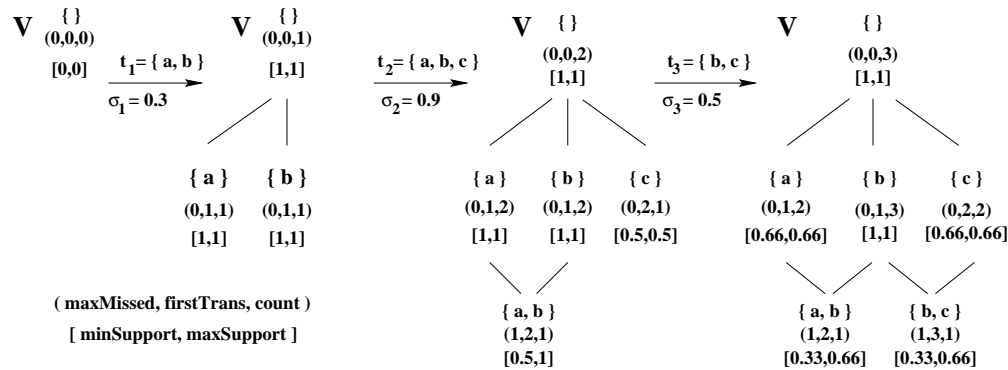 V { }
(0,0,0)
[0,0]
t1= { a, b }
σ1= 0.3
V { }
(0,0,1)
[1,1]
{ a } { b }
(0,1,1) (0,1,1)
[1,1] [1,1]
t2= { a, b, c }
σ2= 0.9
V { }
(0,0,2)
[1,1]
{ a } { b } { c }
(0,1,2) (0,1,2) (0,2,1)
[1,1] [1,1] [0.5,0.5]
{ a, b }
(1,2,1)
[0.5,1]
t3= { b, c }
σ3= 0.5
V { }
(0,0,3)
[1,1]
{ a } { b } { c }
(0,1,2) (0,1,3) (0,2,2)
[0.66,0.66] [1,1] [0.66,0.66]
{ a, b } { b, c }
(1,2,1) (1,3,1)
[0.33,0.66] [0.33,0.66]
( maxMissed, firstTrans, count )
[ minSupport, maxSupport ]